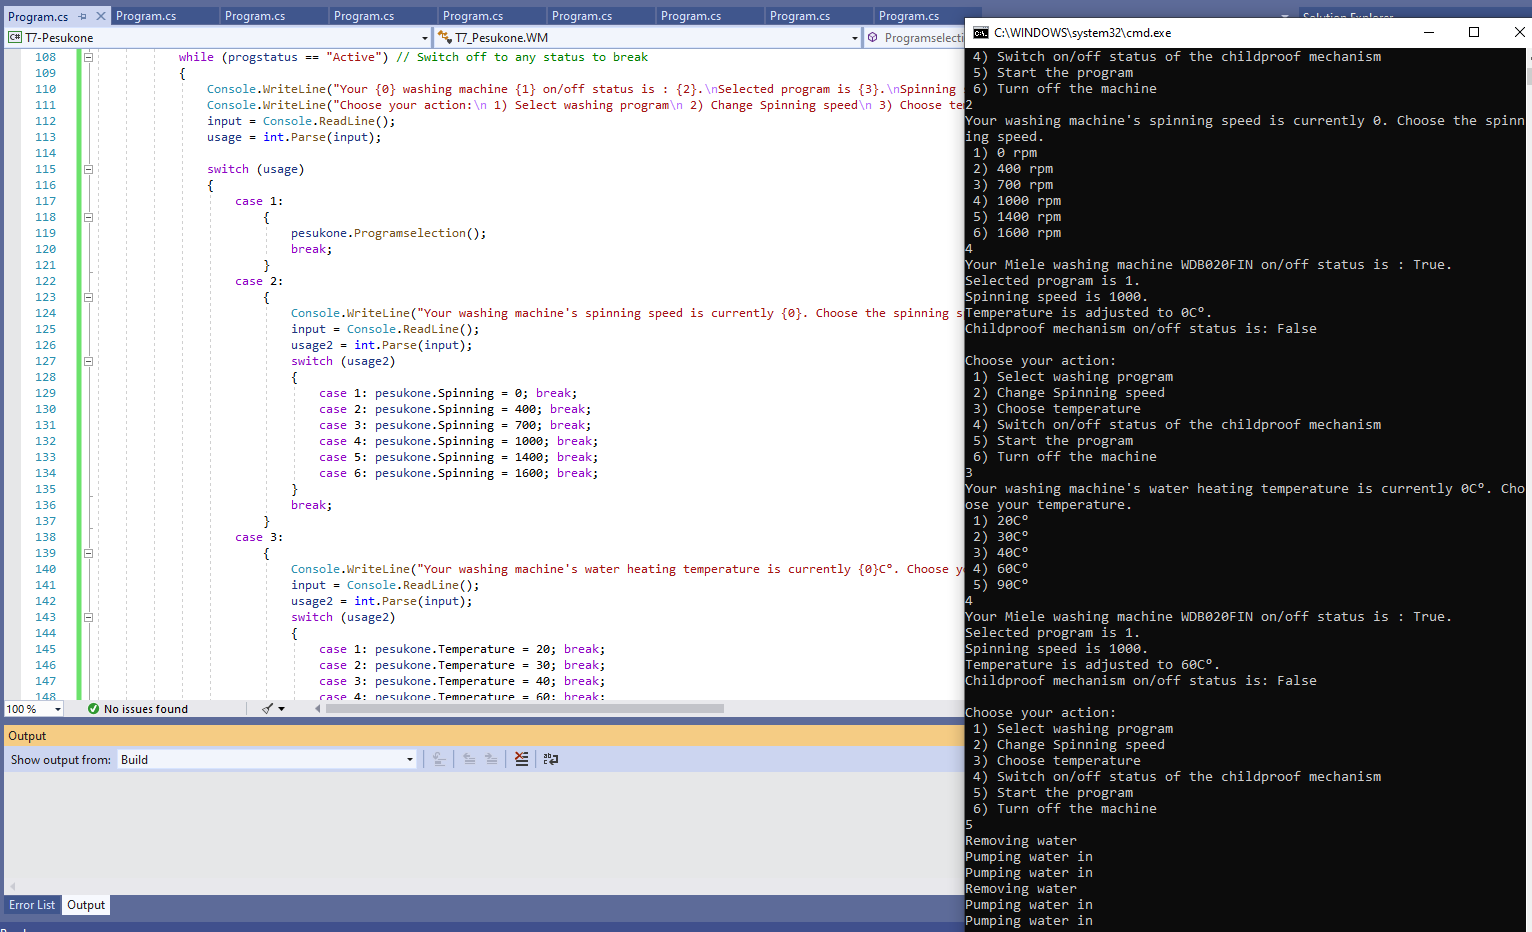 Program.cs Program.cs Program.cs Program.cs Program.cs Program.cs Program.cs Program.cs Program.cs
C# T7-Pesukone T7_Pesukone.WM Programselecti
108 while (progstatus == "Active") // Switch off to any status to break
109 {
110 Console.WriteLine("Your {0} washing machine {1} on/off status is : {2}.\nSelected program is {3}.\nSpinning
111 Console.WriteLine("Choose your action:\n 1) Select washing program\n 2) Change Spinning speed\n 3) Choose te
112 input = Console.ReadLine();
113 usage = int.Parse(input);
114
115 switch (usage)
116 {
117 case 1:
118 {
119 pesukone.Programselection();
120 break;
121 }
122 case 2:
123 {
124 Console.WriteLine("Your washing machine's spinning speed is currently {0}. Choose the spinning s
125 input = Console.ReadLine();
126 usage2 = int.Parse(input);
127 switch (usage2)
128 {
129 case 1: pesukone.Spinning = 0; break;
130 case 2: pesukone.Spinning = 400; break;
131 case 3: pesukone.Spinning = 700; break;
132 case 4: pesukone.Spinning = 1000; break;
133 case 5: pesukone.Spinning = 1400; break;
134 case 6: pesukone.Spinning = 1600; break;
135 }
136 break;
137 }
138 case 3:
139 {
140 Console.WriteLine("Your washing machine's water heating temperature is currently {0}Cº. Choose y
141 input = Console.ReadLine();
142 usage2 = int.Parse(input);
143 switch (usage2)
144 {
145 case 1: pesukone.Temperature = 20; break;
146 case 2: pesukone.Temperature = 30; break;
147 case 3: pesukone.Temperature = 40; break;
148 case 4: pesukone.Temperature = 60; break;
100 % No issues found
Output
Show output from: Build
Error List Output
Solution Explorer
C:\WINDOWS\system32\cmd.exe
4) Switch on/off status of the childproof mechanism
5) Start the program
6) Turn off the machine
2
Your washing machine's spinning speed is currently 0. Choose the spinn
ing speed.
1) 0 rpm
2) 400 rpm
3) 700 rpm
4) 1000 rpm
5) 1400 rpm
6) 1600 rpm
4
Your Miele washing machine WDB020FIN on/off status is : True.
Selected program is 1.
Spinning speed is 1000.
Temperature is adjusted to 0Cº.
Childproof mechanism on/off status is: False
Choose your action:
1) Select washing program
2) Change Spinning speed
3) Choose temperature
4) Switch on/off status of the childproof mechanism
5) Start the program
6) Turn off the machine
3
Your washing machine's water heating temperature is currently 0Cº. Cho
ose your temperature.
1) 20Cº
2) 30Cº
3) 40Cº
4) 60Cº
5) 90Cº
4
Your Miele washing machine WDB020FIN on/off status is : True.
Selected program is 1.
Spinning speed is 1000.
Temperature is adjusted to 60Cº.
Childproof mechanism on/off status is: False
Choose your action:
1) Select washing program
2) Change Spinning speed
3) Choose temperature
4) Switch on/off status of the childproof mechanism
5) Start the program
6) Turn off the machine
5
Removing water
Pumping water in
Pumping water in
Removing water
Pumping water in
Pumping water in